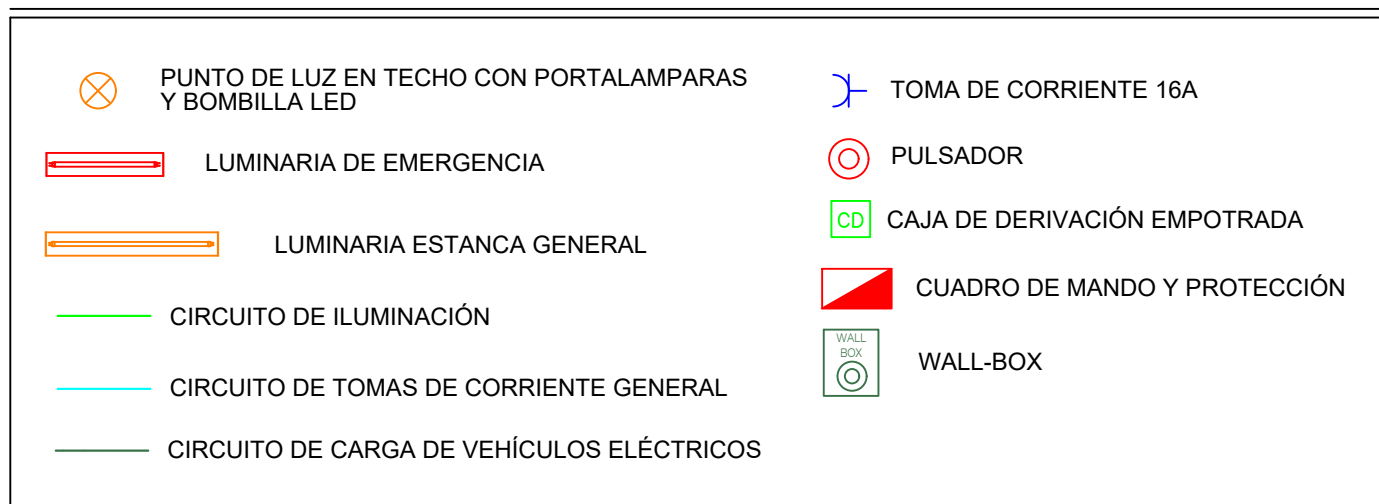 PUNTO DE LUZ EN TECHO CON PORTALAMPARAS
Y BOMBILLA LED
LUMINARIA DE EMERGENCIA
LUMINARIA ESTANCA GENERAL
CIRCUITO DE ILUMINACIÓN
CIRCUITO DE TOMAS DE CORRIENTE GENERAL
CIRCUITO DE CARGA DE VEHÍCULOS ELÉCTRICOS
TOMA DE CORRIENTE 16A
PULSADOR
CD CAJA DE DERIVACIÓN EMPOTRADA
CUADRO DE MANDO Y PROTECCIÓN
WALL
BOX
WALL-BOX